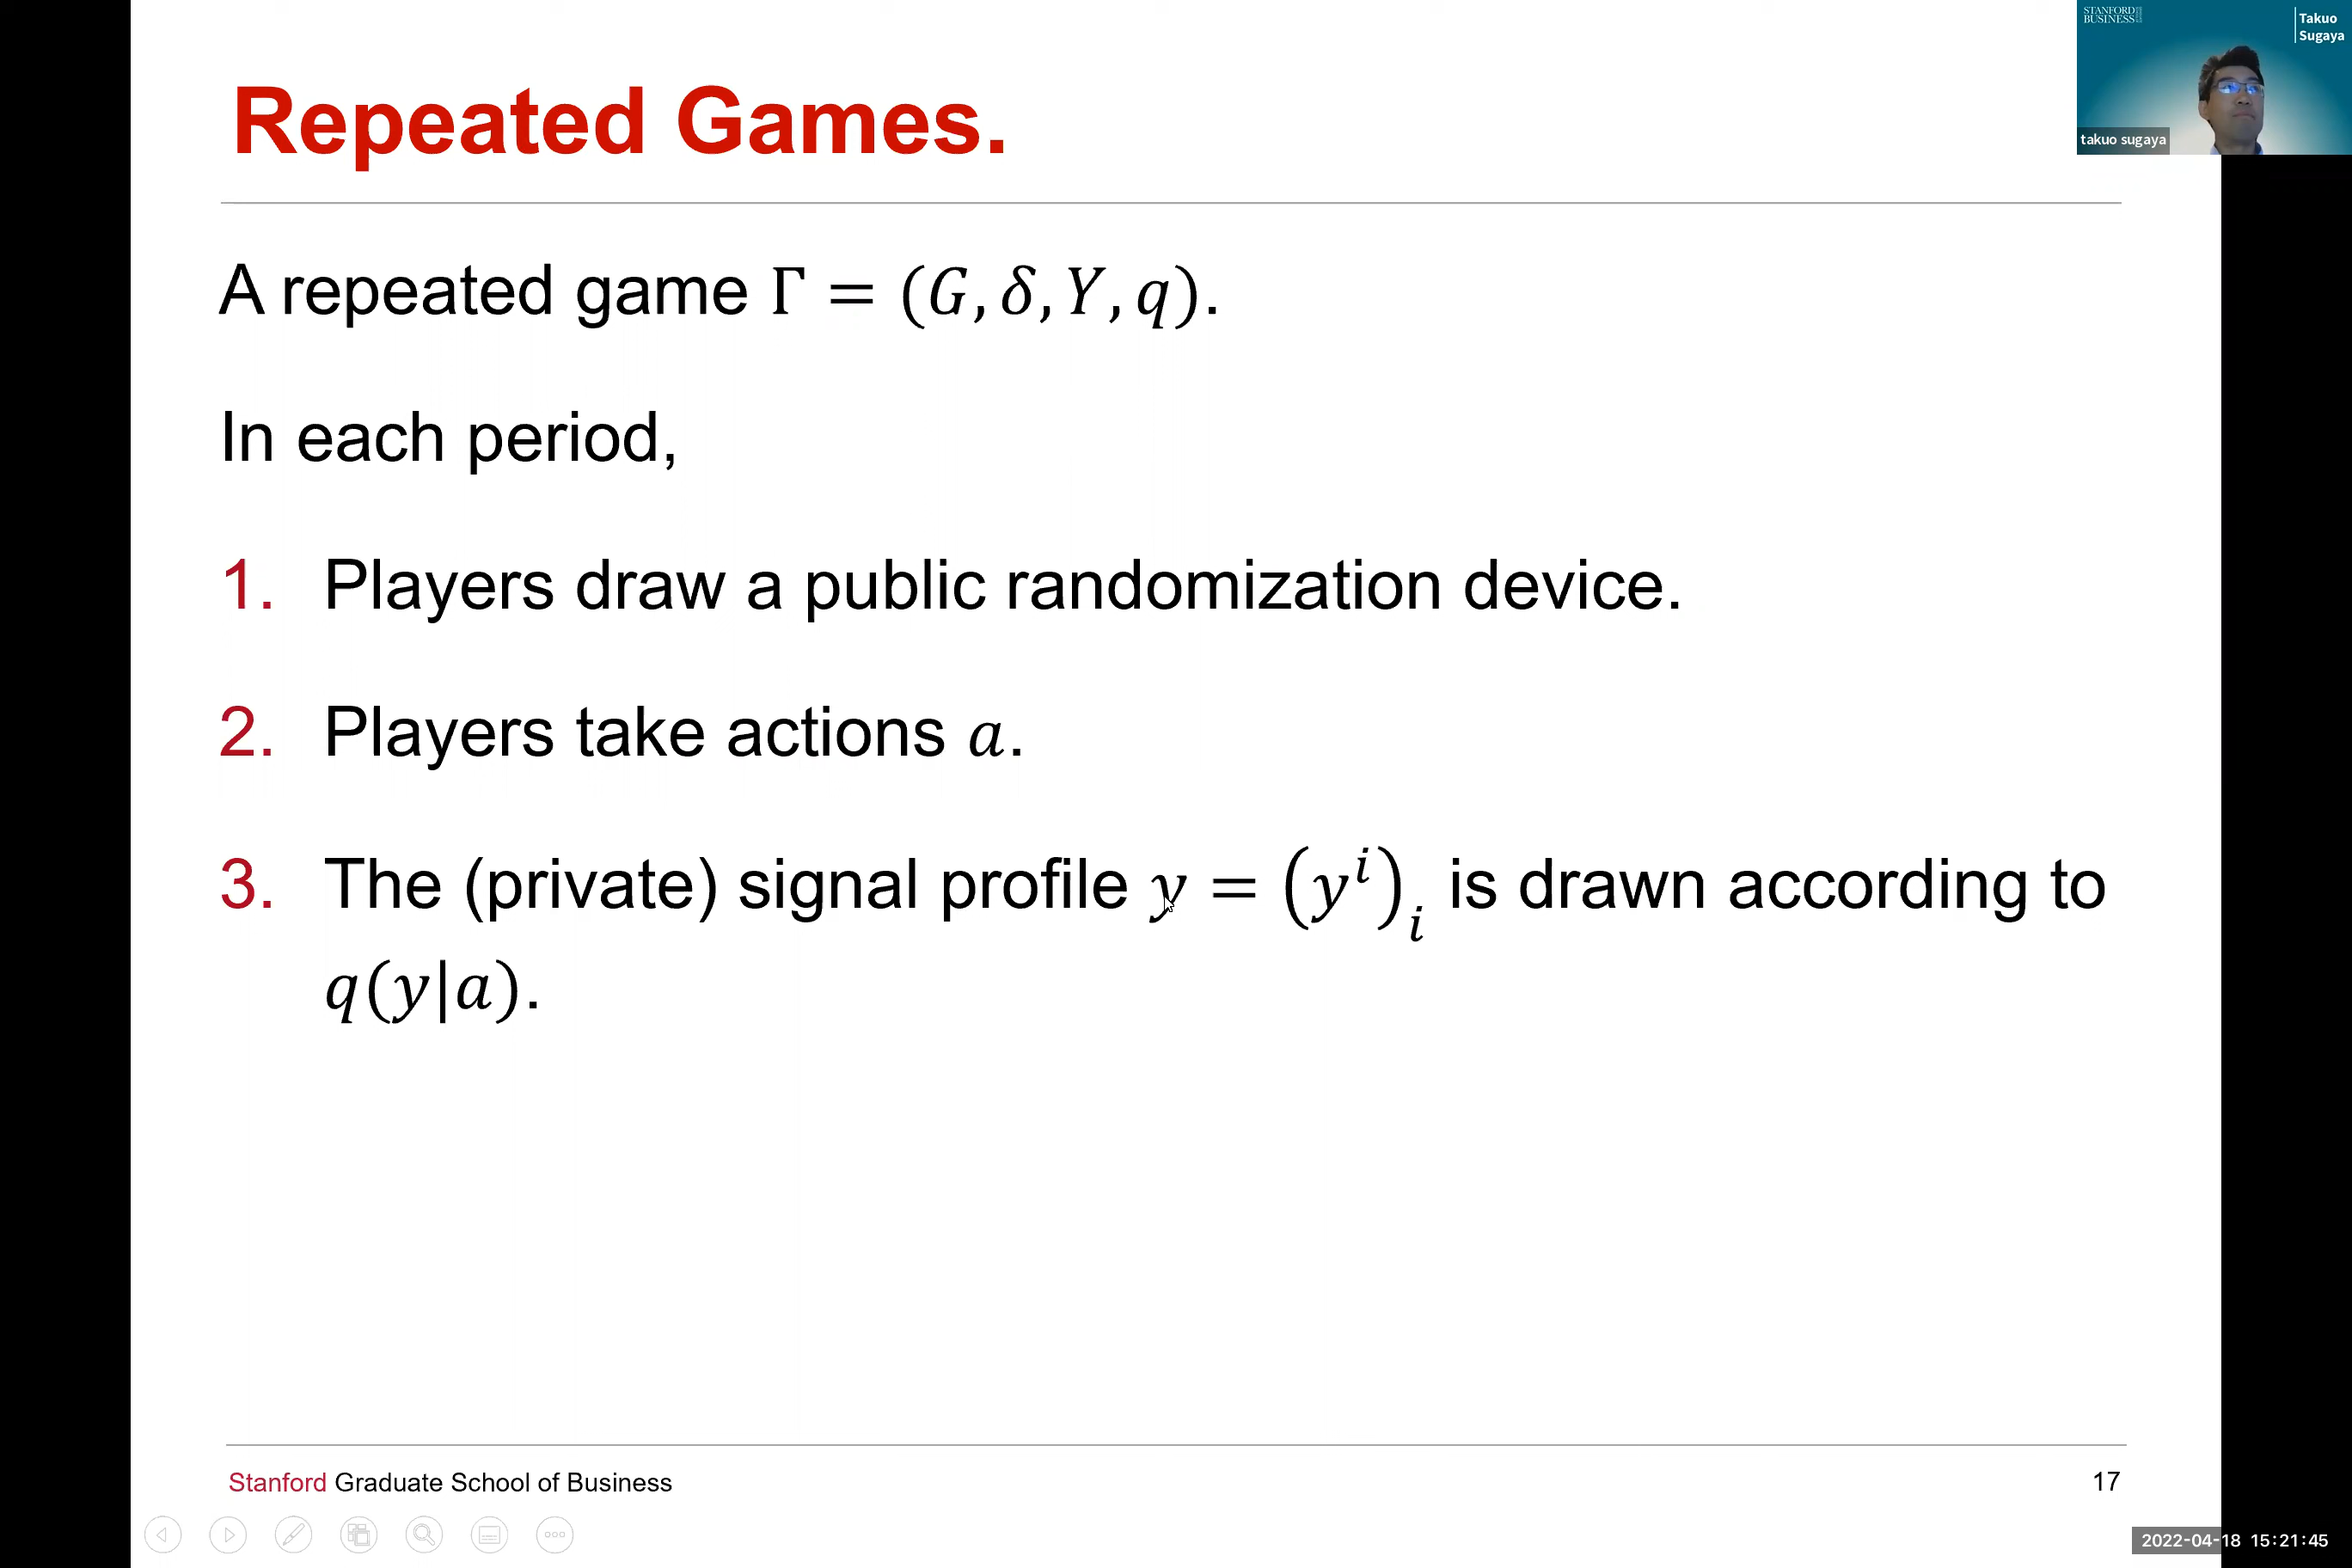 Repeated Games.
A repeated game Γ = (G, δ, Y, q).
In each period,
1. Players draw a public randomization device.
2. Players take actions a.
3. The (private) signal profile y = (yⁱ)ᵢ is drawn according to
q(y|a).
Stanford Graduate School of Business
17
STANFORD
BUSINESS
Takuo
Sugaya
takuo sugaya
2022-04-18 15:21:45